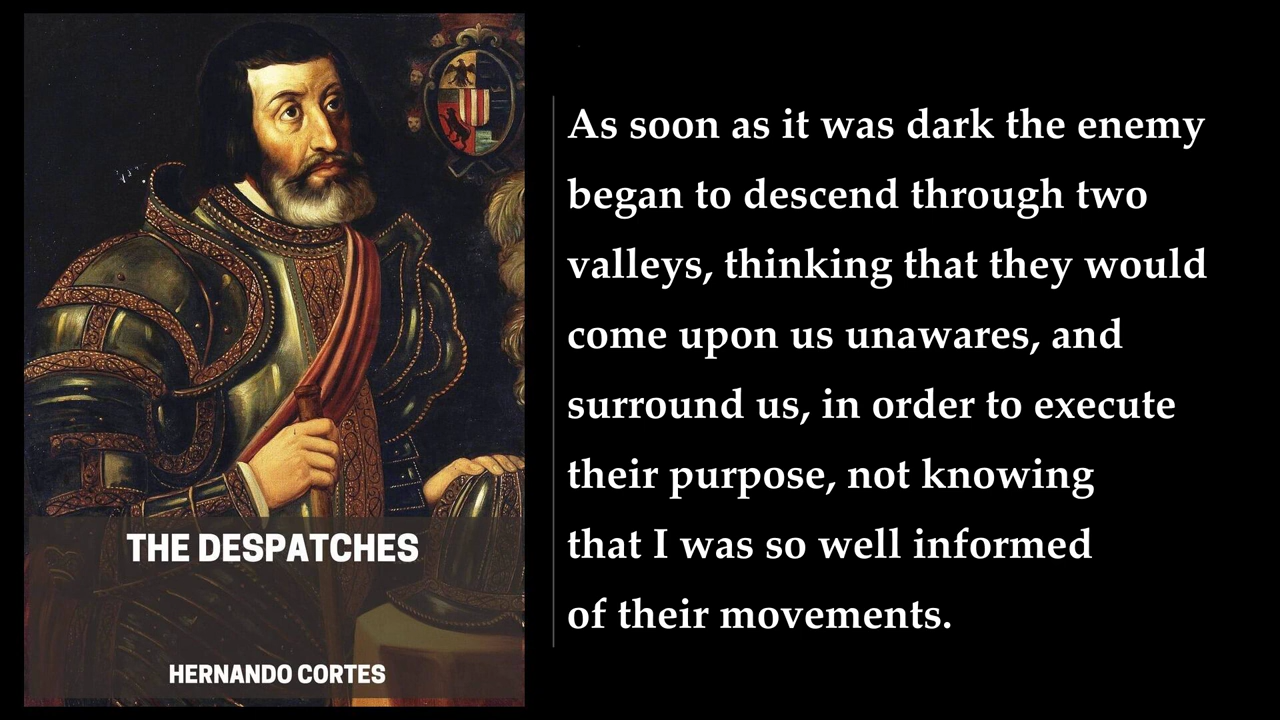 THE DESPATCHES
HERNANDO CORTES
As soon as it was dark the enemy
began to descend through two
valleys, thinking that they would
come upon us unawares, and
surround us, in order to execute
their purpose, not knowing
that I was so well informed
of their movements.